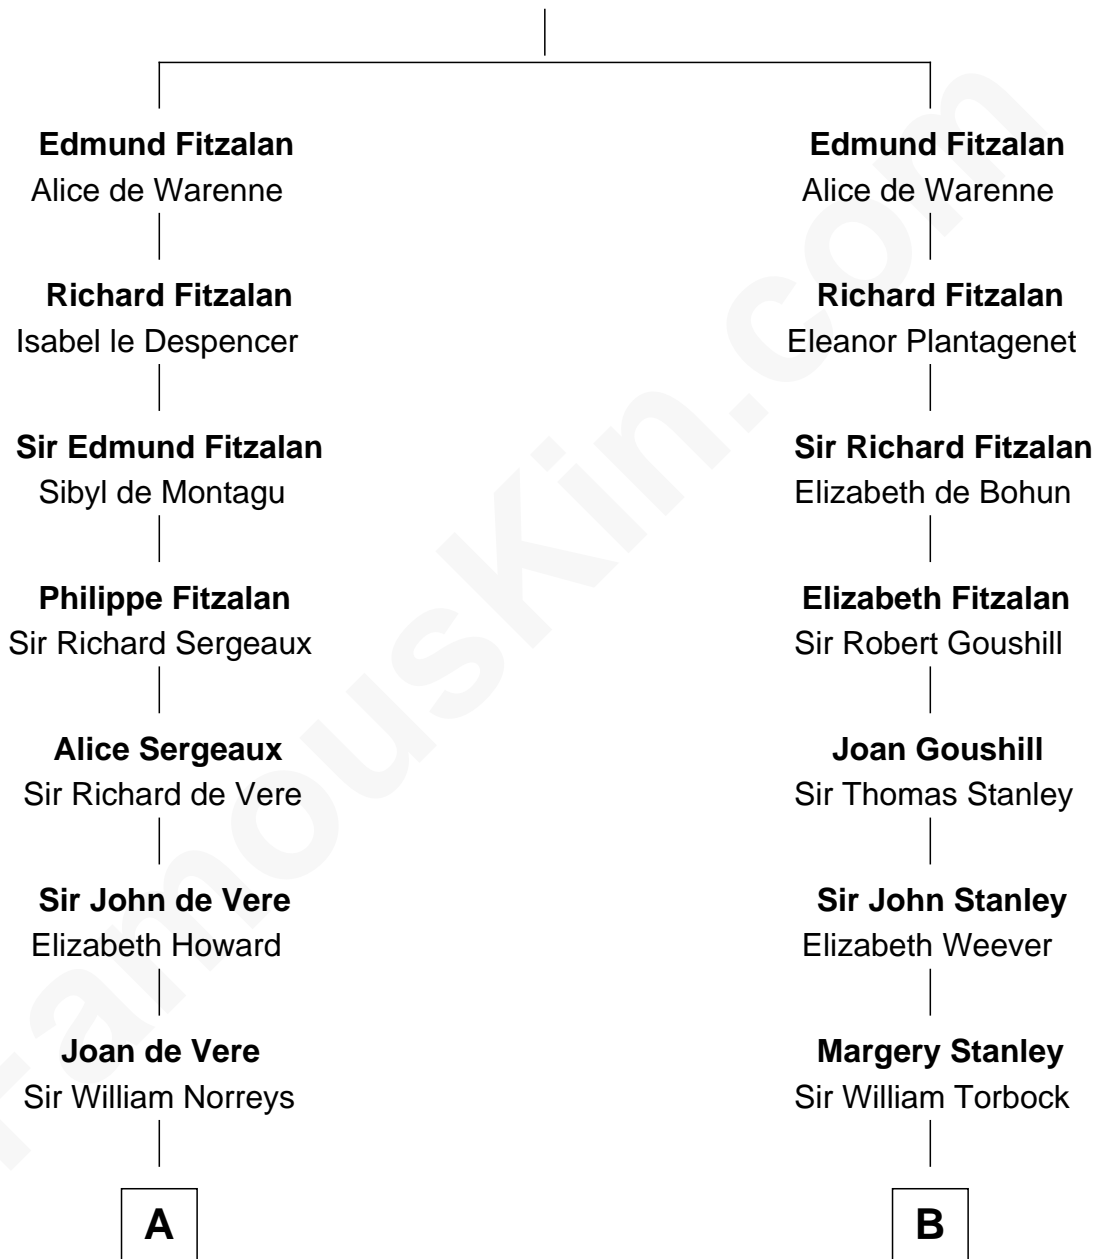 Edmund Fitzalan
Alice de Warenne
Richard Fitzalan
Isabel le Despencer
Sir Edmund Fitzalan
Sibyl de Montagu
Philippe Fitzalan
Sir Richard Sergeaux
Alice Sergeaux
Sir Richard de Vere
Sir John de Vere
Elizabeth Howard
Joan de Vere
Sir William Norreys
A
Edmund Fitzalan
Alice de Warenne
Richard Fitzalan
Eleanor Plantagenet
Sir Richard Fitzalan
Elizabeth de Bohun
Elizabeth Fitzalan
Sir Robert Goushill
Joan Goushill
Sir Thomas Stanley
Sir John Stanley
Elizabeth Weever
Margery Stanley
Sir William Torbock
B
FamousKin.com